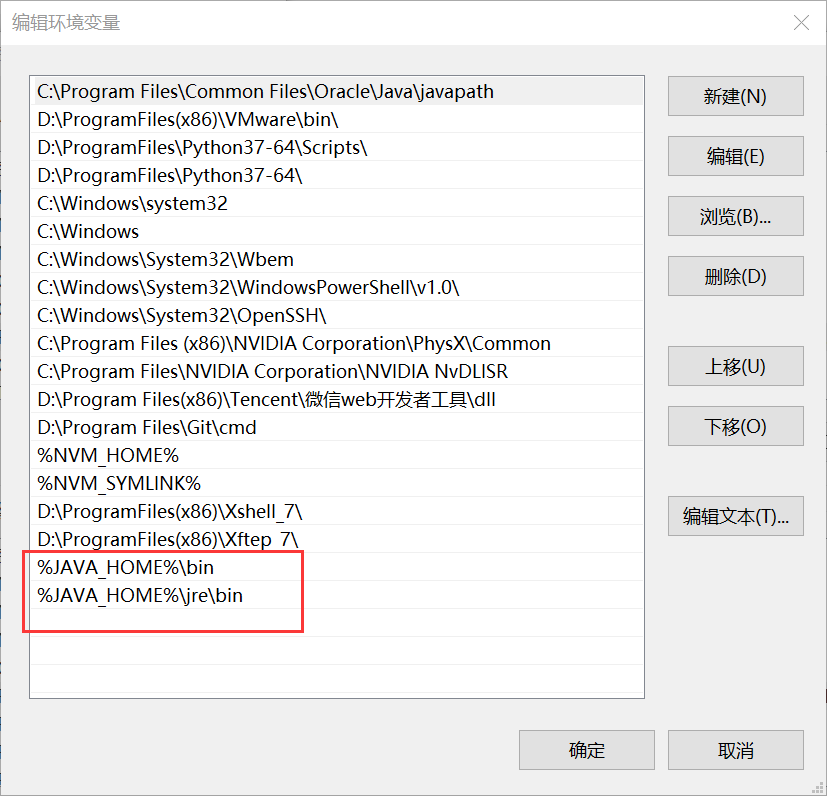 编辑环境变量
C:\Program Files\Common Files\Oracle\Java\javapath
D:\ProgramFiles(x86)\VMware\bin\
D:\ProgramFiles\Python37-64\Scripts\
D:\ProgramFiles\Python37-64\
C:\Windows\system32
C:\Windows
C:\Windows\System32\Wbem
C:\Windows\System32\WindowsPowerShell\v1.0\
C:\Windows\System32\OpenSSH\
C:\Program Files (x86)\NVIDIA Corporation\PhysX\Common
C:\Program Files\NVIDIA Corporation\NVIDIA NvDLISR
D:\Program Files(x86)\Tencent\微信web开发者工具\dll
D:\Program Files\Git\cmd
%NVM_HOME%
%NVM_SYMLINK%
D:\ProgramFiles(x86)\Xshell_7\
D:\ProgramFiles(x86)\Xftep_7\
%JAVA_HOME%\bin
%JAVA_HOME%\jre\bin
新建(N)
编辑(E)
浏览(B)...
删除(D)
上移(U)
下移(O)
编辑文本(T)...
确定
取消